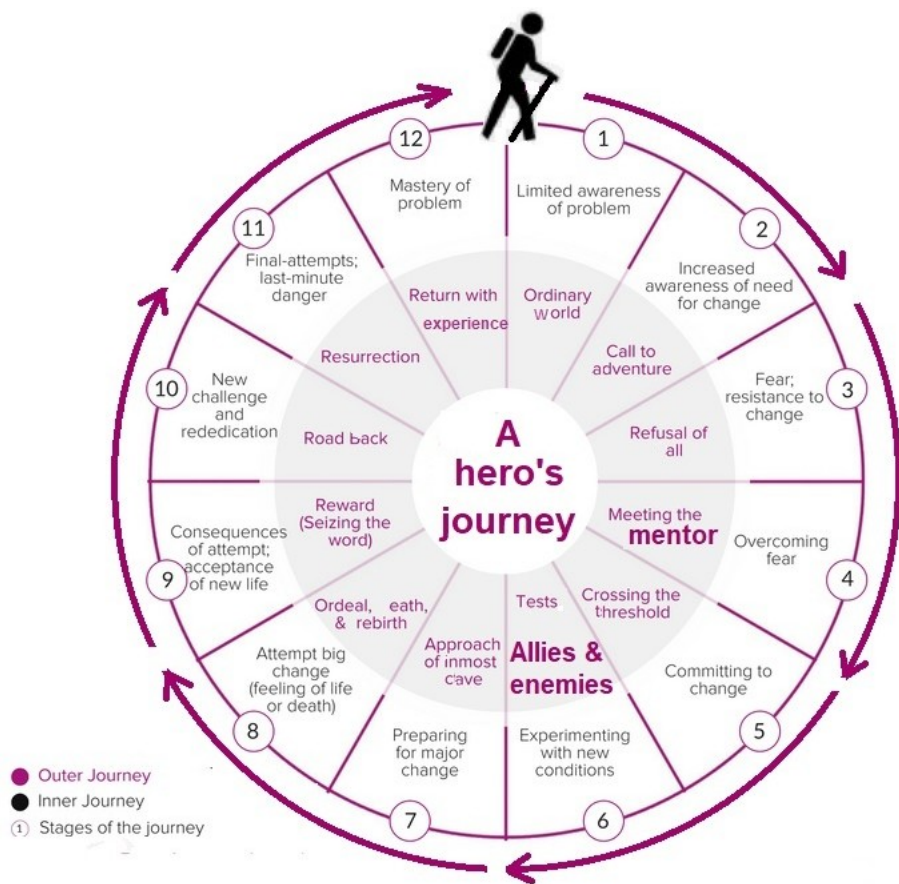 12
1
Mastery of
problem
Limited awareness
of problem
11
2
Final-attempts;
last-minute
danger
Increased
awareness of need
for change
Return with
experience
Ordinary
World
Resurrection
Call to
adventure
10
3
New
challenge
and
rededication
Fear;
resistance to
change
Road back
Refusal of
all
A
hero's
journey
Reward
(Seizing the
word)
Meeting the
mentor
Consequences
of attempt;
acceptance
of new life
Overcoming
fear
9
4
Ordeal, eath,
& rebirth
Crossing the
threshold
Approach
of inmost
cave
Tests
Allies &
enemies
Attempt big
change
(feeling of life
or death)
Committing to
change
8
5
Preparing
for major
change
Experimenting
with new
conditions
7
6
Outer Journey
Inner Journey
1 Stages of the journey